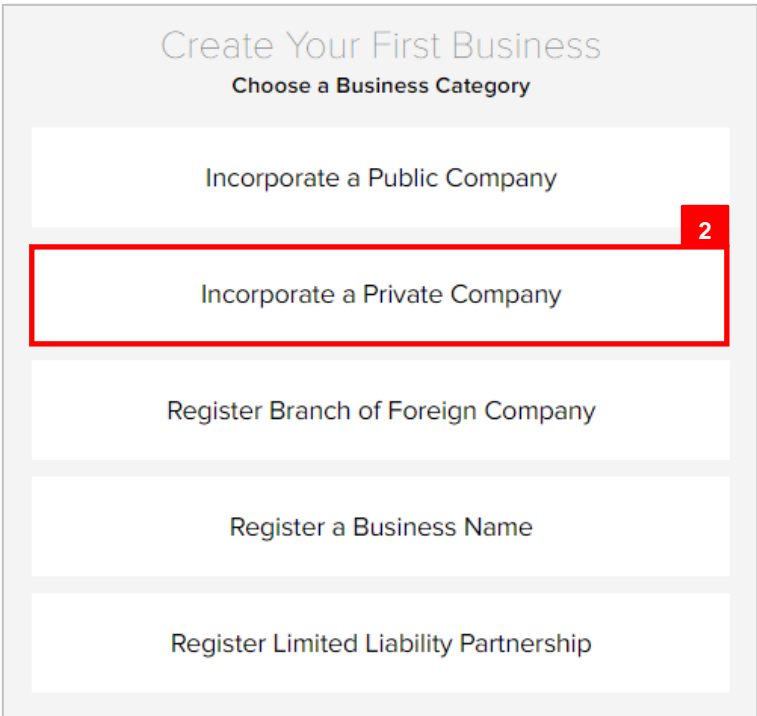 Create Your First Business
Choose a Business Category
Incorporate a Public Company
2
Incorporate a Private Company
Register Branch of Foreign Company
Register a Business Name
Register Limited Liability Partnership